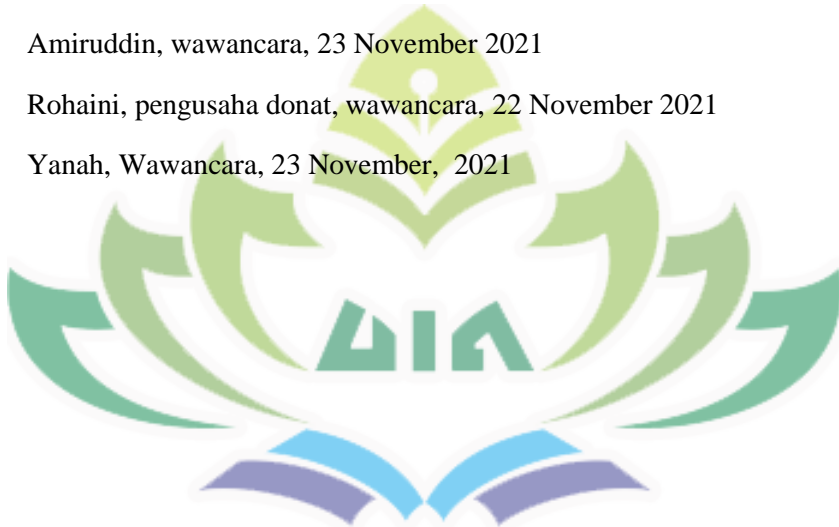 Amiruddin, wawancara, 23 November 2021
Rohaini, pengusaha donat, wawancara, 22 November 2021
Yanah, Wawancara, 23 November, 2021